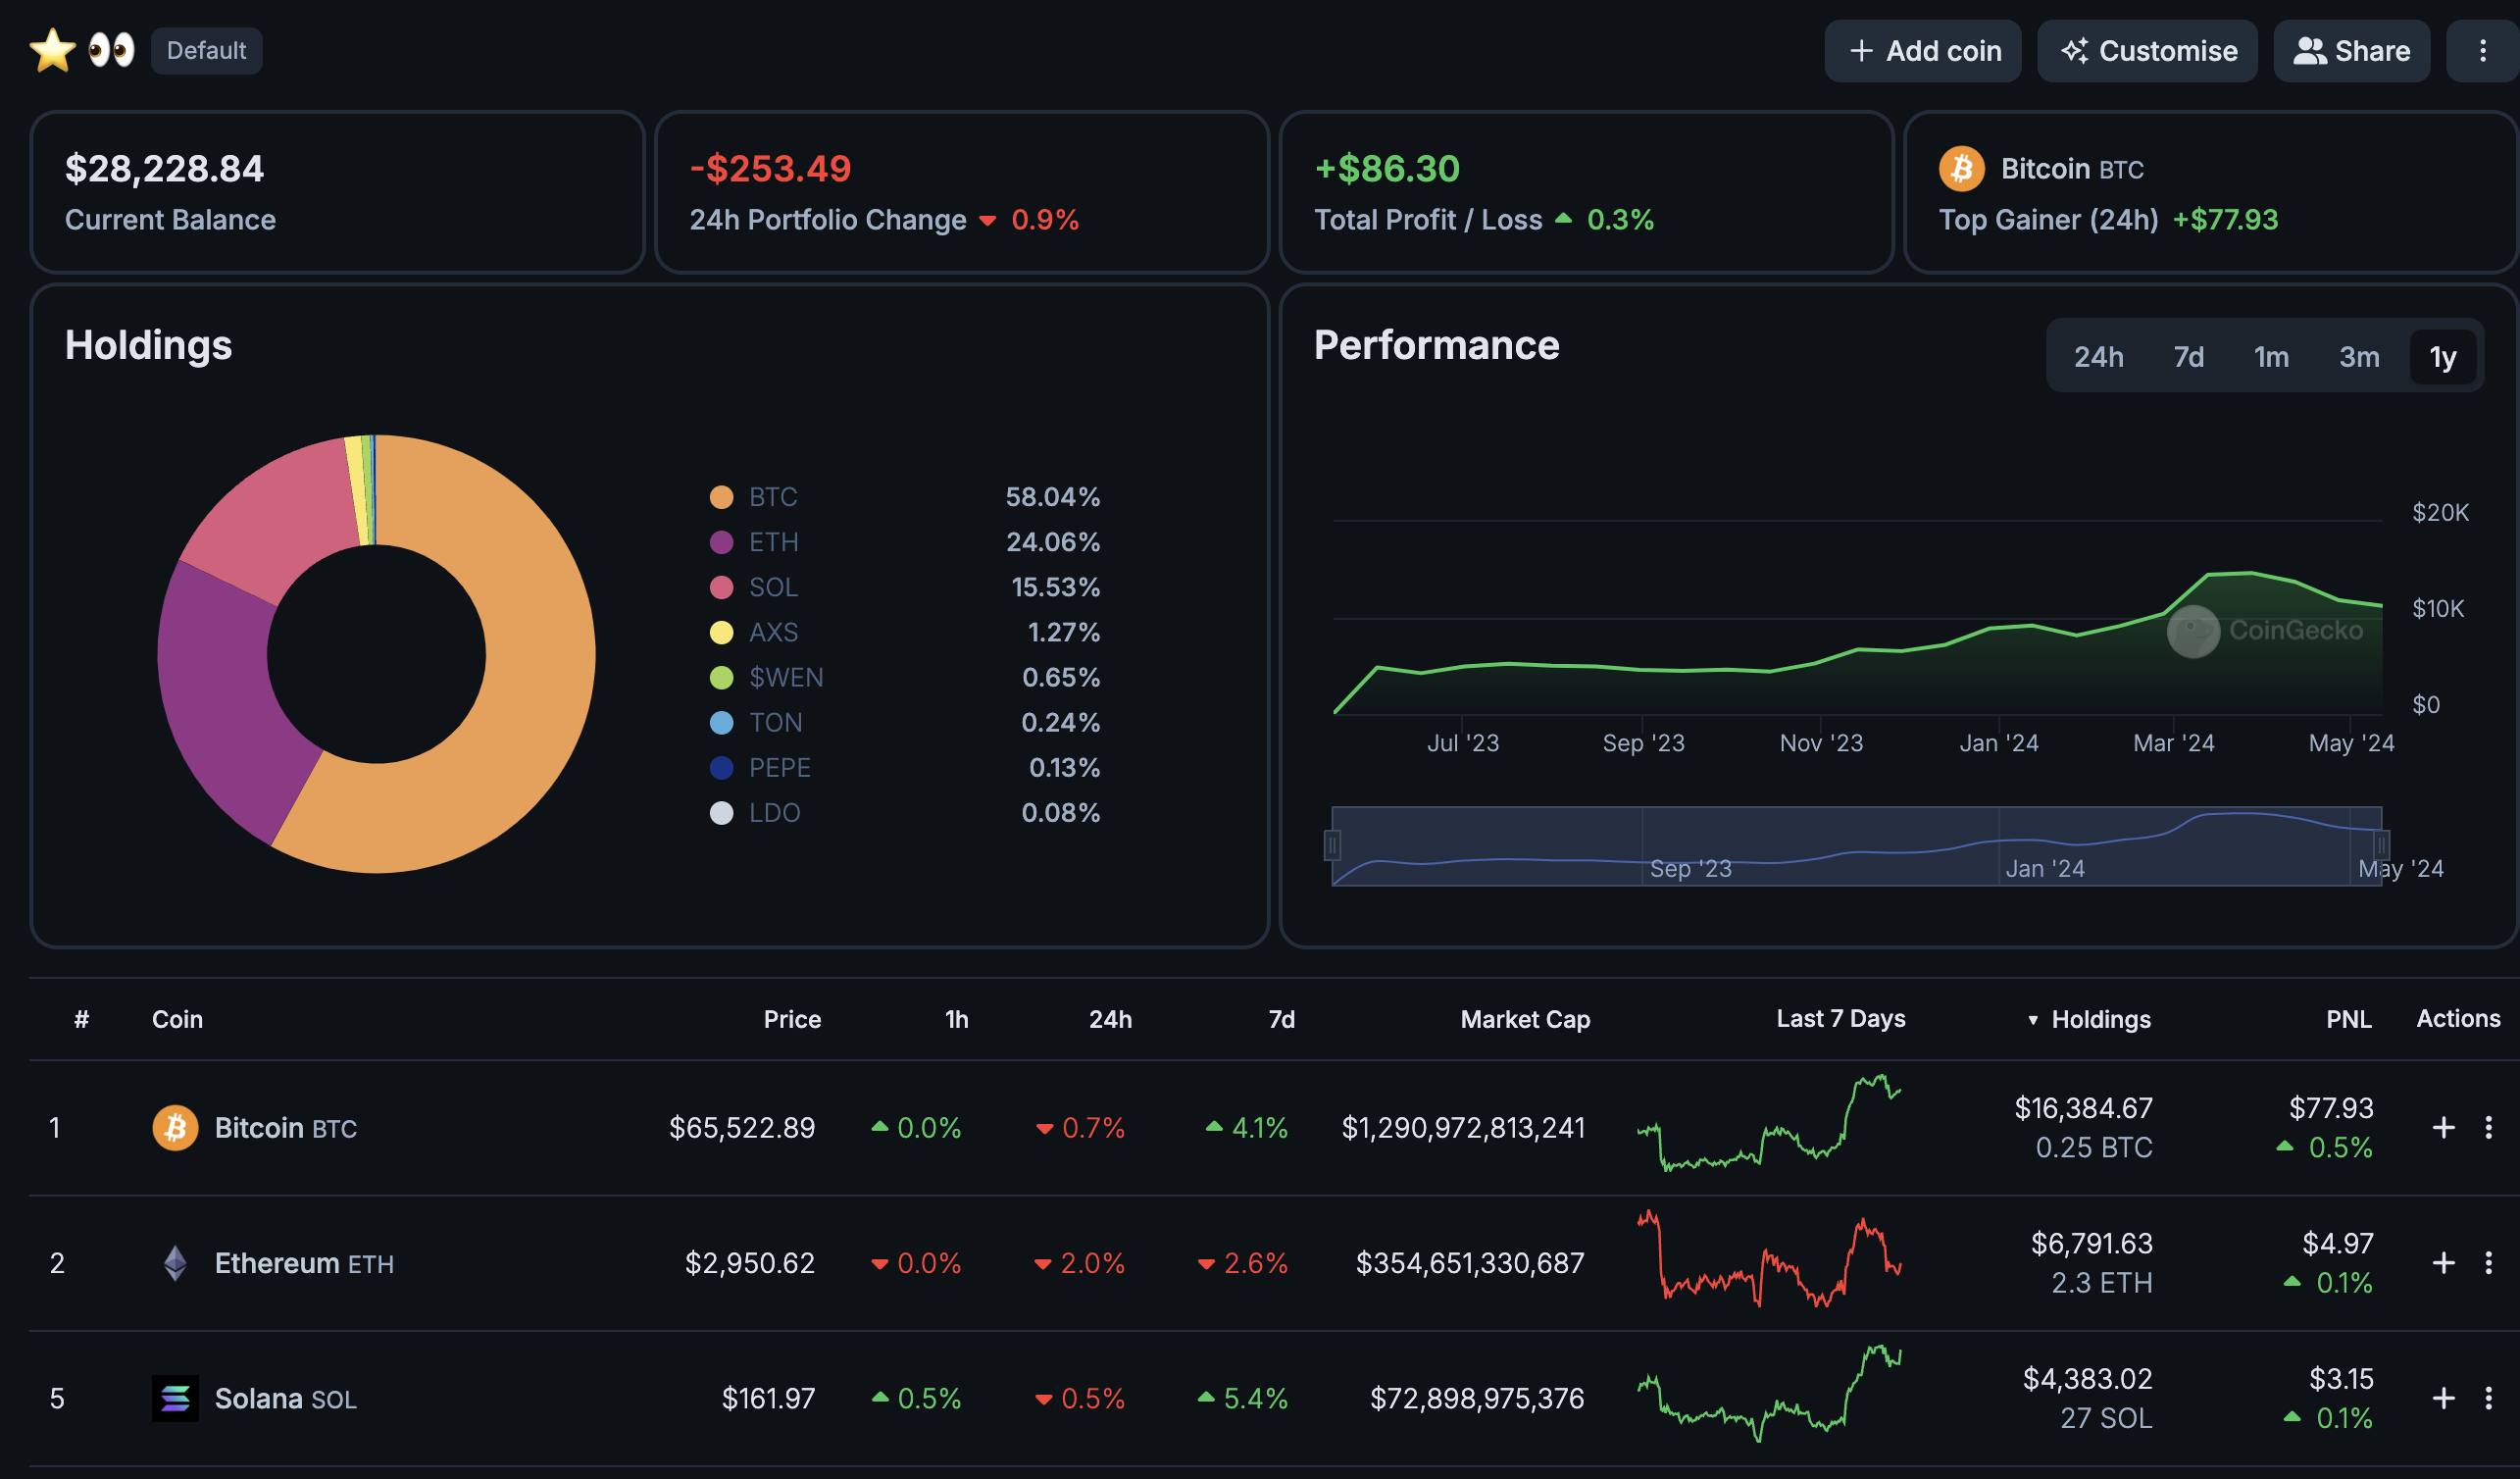 Default
Add coin
Customise
Share
$28,228.84
Current Balance
-$253.49
24h Portfolio Change 0.9%
+$86.30
Total Profit / Loss 0.3%
Bitcoin BTC
Top Gainer (24h) +$77.93
Holdings
BTC 58.04%
ETH 24.06%
SOL 15.53%
AXS 1.27%
$WEN 0.65%
TON 0.24%
PEPE 0.13%
LDO 0.08%
Performance
24h 7d 1m 3m 1y
$20K
$10K
CoinGecko
$0
Jul '23 Sep '23 Nov '23 Jan '24 Mar '24 May '24
Sep '23 Jan '24 May '24
# Coin Price 1h 24h 7d Market Cap Last 7 Days Holdings PNL Actions
1 Bitcoin BTC $65,522.89 0.0% 0.7% 4.1% $1,290,972,813,241 $16,384.67 $77.93
0.25 BTC 0.5%
2 Ethereum ETH $2,950.62 0.0% 2.0% 2.6% $354,651,330,687 $6,791.63 $4.97
2.3 ETH 0.1%
5 Solana SOL $161.97 0.5% 0.5% 5.4% $72,898,975,376 $4,383.02 $3.15
27 SOL 0.1%